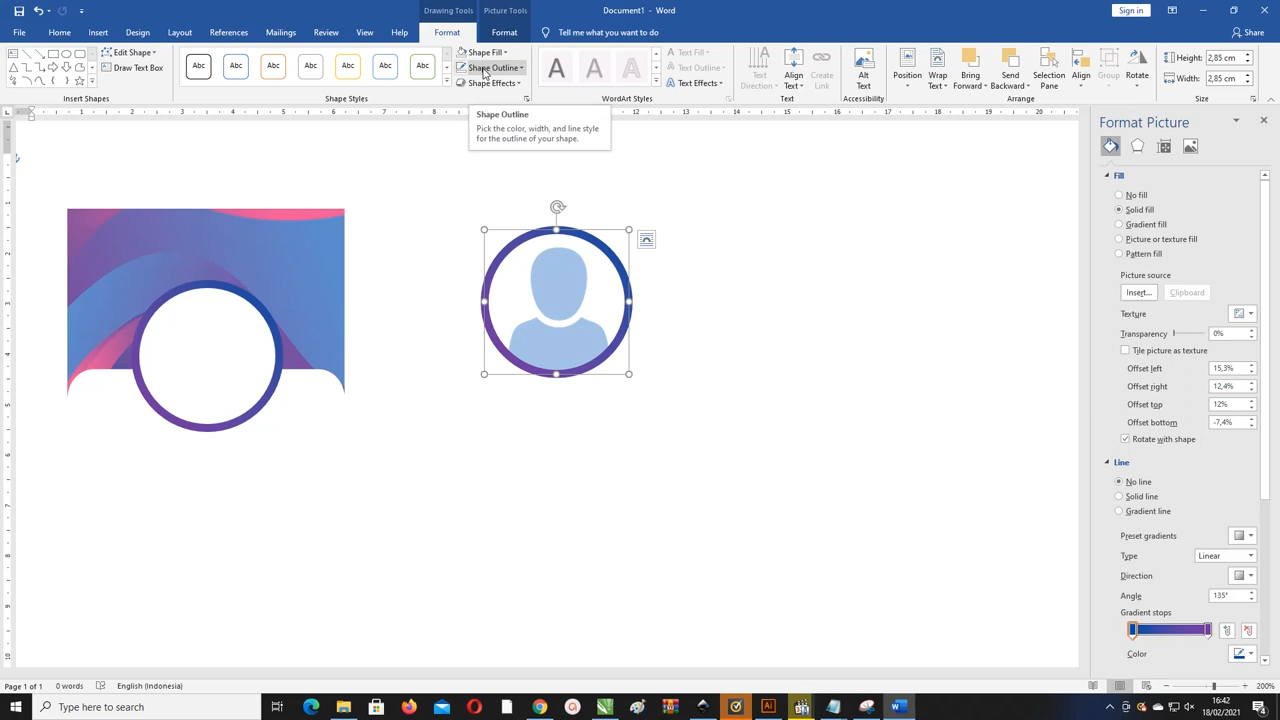 Drawing Tools Picture Tools Document1 - Word Sign in
File Home Insert Design Layout References Mailings Review View Help Format Format Tell me what you want to do Share
Edit Shape
Draw Text Box
Insert Shapes
Abc Abc Abc Abc Abc Abc Abc
Shape Styles
Shape Fill
Shape Outline
Shape Effects
A A A
WordArt Styles
Text Fill
Text Outline
Text Effects
Text Direction
Align Text
Create Link
Text
Alt Text
Accessibility
Position
Wrap Text
Bring Forward
Send Backward
Selection Pane
Align
Group
Rotate
Arrange
Height: 2,85 cm
Width: 2,85 cm
Size
Shape Outline
Pick the color, width, and line style
for the outline of your shape.
Format Picture
Fill
No fill
Solid fill
Gradient fill
Picture or texture fill
Pattern fill
Picture source
Insert... Clipboard
Texture
Transparency 0%
Tile picture as texture
Offset left 15,3%
Offset right 12,4%
Offset top 12%
Offset bottom -7,4%
Rotate with shape
Line
No line
Solid line
Gradient line
Preset gradients
Type Linear
Direction
Angle 135°
Gradient stops
Color
Page 1 of 1 0 words English (Indonesia) 200%
Type here to search
16:42
18/02/2021